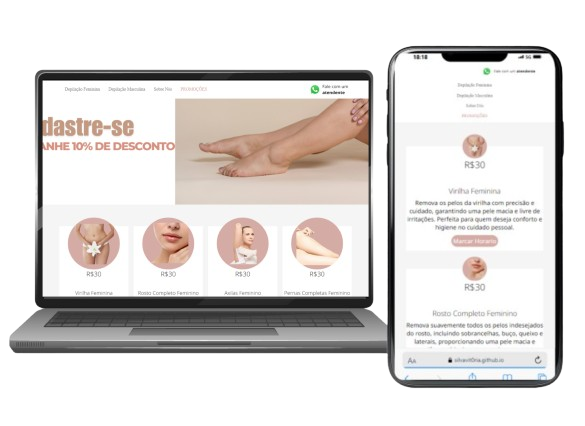 Depilação Feminina Depilação Masculina Sobre Nós PROMOÇÕES
Fale com um
atendente
dastre-se
ANHE 10% DE DESCONTO
R$30 R$30 R$30 R$30
Virilha Feminina Rosto Completo Feminino Axilas Feminino Pernas Completas Feminino
18:18
5G
Fale com um atendente
Depilação Feminina
Depilação Masculina
Sobre Nós
PROMOÇÕES
R$30
Virilha Feminina
Remova os pelos da virilha com precisão e
cuidado, garantindo uma pele macia e livre de
irritações. Perfeita para quem deseja conforto e
higiene no cuidado pessoal.
Marcar Horario
R$30
Rosto Completo Feminino
Remova suavemente todos os pelos indesejados
do rosto, incluindo sobrancelhas, buço, queixo e
laterais, proporcionando uma pele macia e
AA